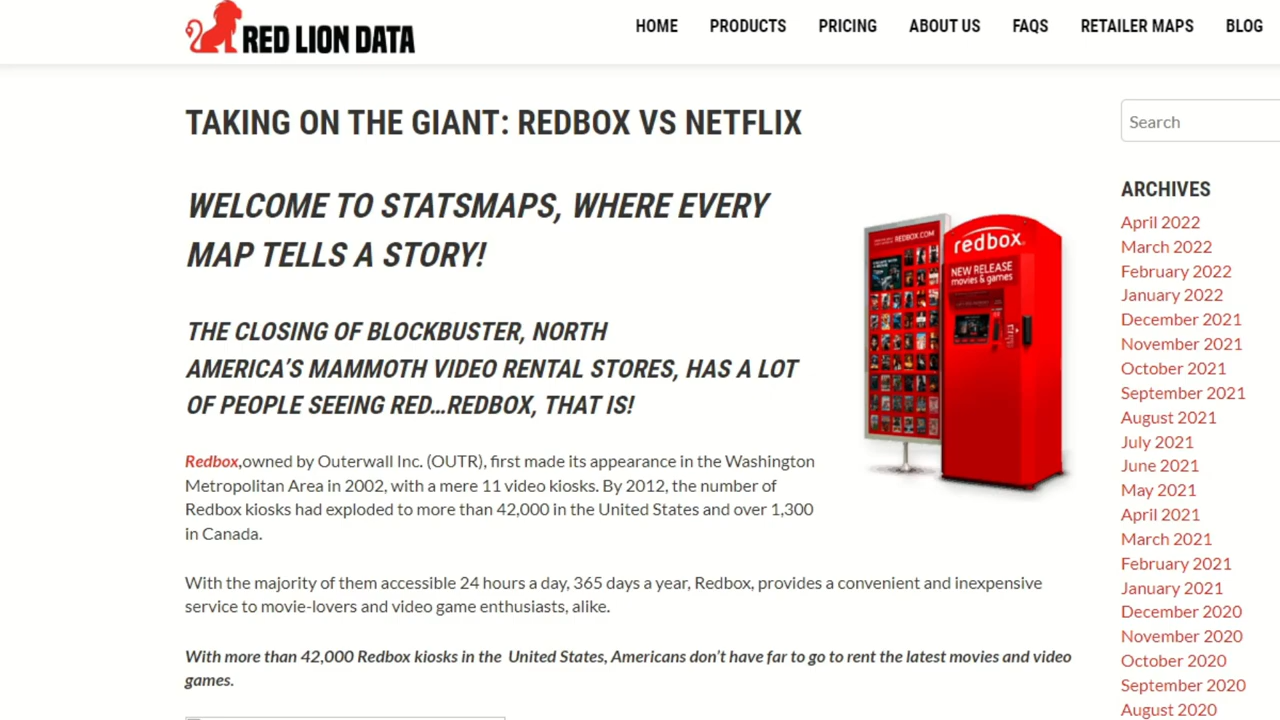 RED LION DATA
HOME PRODUCTS PRICING ABOUT US FAQS RETAILER MAPS BLOG
TAKING ON THE GIANT: REDBOX VS NETFLIX
WELCOME TO STATSMAPS, WHERE EVERY
MAP TELLS A STORY!
THE CLOSING OF BLOCKBUSTER, NORTH
AMERICA’S MAMMOTH VIDEO RENTAL STORES, HAS A LOT
OF PEOPLE SEEING RED…REDBOX, THAT IS!
Redbox,owned by Outerwall Inc. (OUTR), first made its appearance in the Washington
Metropolitan Area in 2002, with a mere 11 video kiosks. By 2012, the number of
Redbox kiosks had exploded to more than 42,000 in the United States and over 1,300
in Canada.
With the majority of them accessible 24 hours a day, 365 days a year, Redbox, provides a convenient and inexpensive
service to movie-lovers and video game enthusiasts, alike.
With more than 42,000 Redbox kiosks in the United States, Americans don’t have far to go to rent the latest movies and video
games.
REDBOX.COM
redbox.
NEW RELEASE
movies & games
Search
ARCHIVES
April 2022
March 2022
February 2022
January 2022
December 2021
November 2021
October 2021
September 2021
August 2021
July 2021
June 2021
May 2021
April 2021
March 2021
February 2021
January 2021
December 2020
November 2020
October 2020
September 2020
August 2020